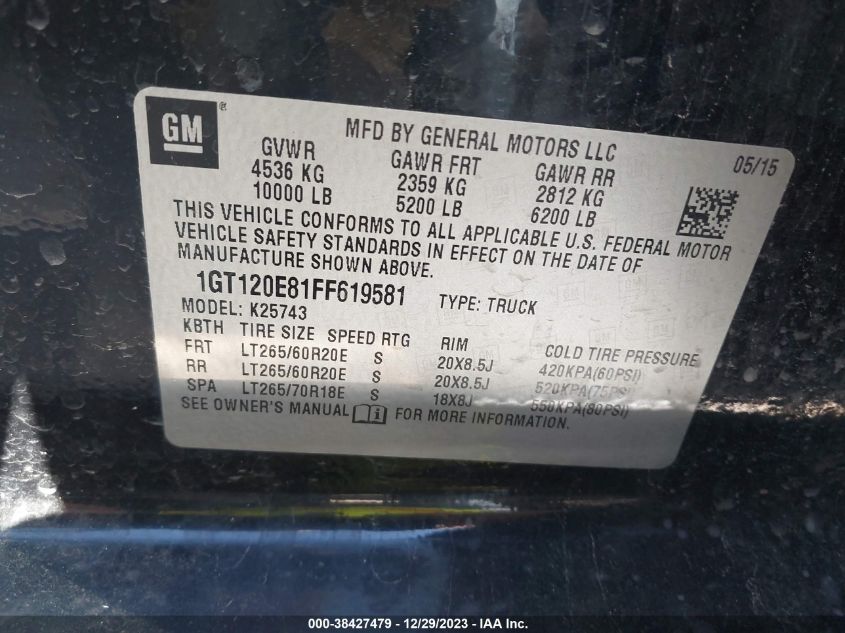 GM ®
MFD BY GENERAL MOTORS LLC
05/15
GVWR GAWR FRT GAWR RR
4536 KG 2359 KG 2812 KG
10000 LB 5200 LB 6200 LB
THIS VEHICLE CONFORMS TO ALL APPLICABLE U.S. FEDERAL MOTOR
VEHICLE SAFETY STANDARDS IN EFFECT ON THE DATE OF
MANUFACTURE SHOWN ABOVE.
1GT120E81FF619581 TYPE: TRUCK
MODEL: K25743
KBTH TIRE SIZE SPEED RTG RIM COLD TIRE PRESSURE
FRT LT265/60R20E S 20X8.5J 420KPA(60PSI)
RR LT265/60R20E S 20X8.5J 520KPA(75PSI)
SPA LT265/70R18E S 18X8J 550KPA(80PSI)
SEE OWNER'S MANUAL FOR MORE INFORMATION.
000-38427479 - 12/29/2023 - IAA Inc.